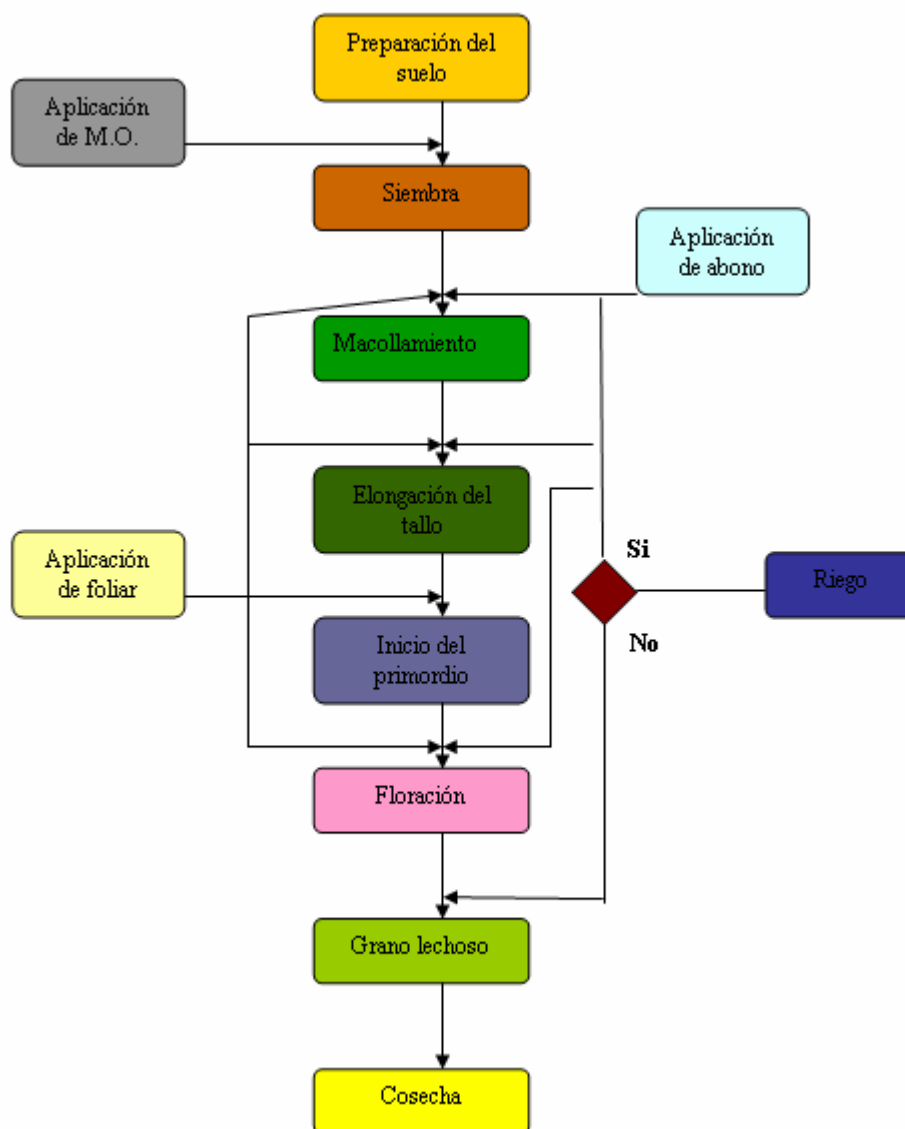 Preparación del
suelo
Aplicación
de M.O.
Siembra
Aplicación
de abono
Macollamiento
Elongación del
tallo
Aplicación
de foliar
Si
Riego
No
Inicio del
primordio
Floración
Grano lechoso
Cosecha